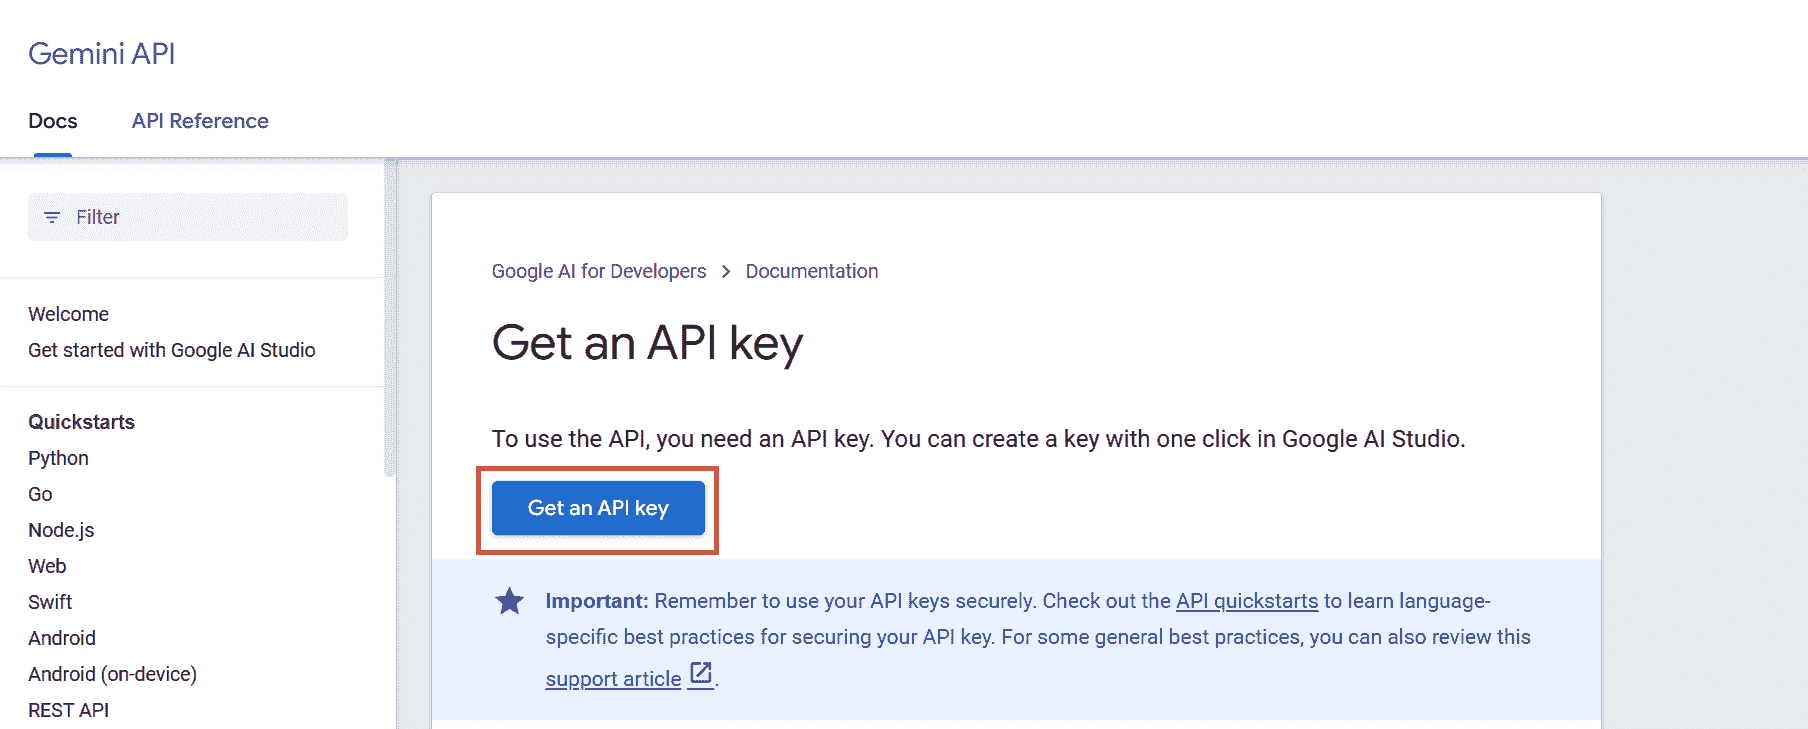 Gemini API
Docs
API Reference
Filter
Welcome
Get started with Google AI Studio
Quickstarts
Python
Go
Node.js
Web
Swift
Android
Android (on-device)
REST API
Google AI for Developers > Documentation
Get an API key
To use the API, you need an API key. You can create a key with one click in Google AI Studio.
Get an API key
Important: Remember to use your API keys securely. Check out the API quickstarts to learn language-
specific best practices for securing your API key. For some general best practices, you can also review this
support article .